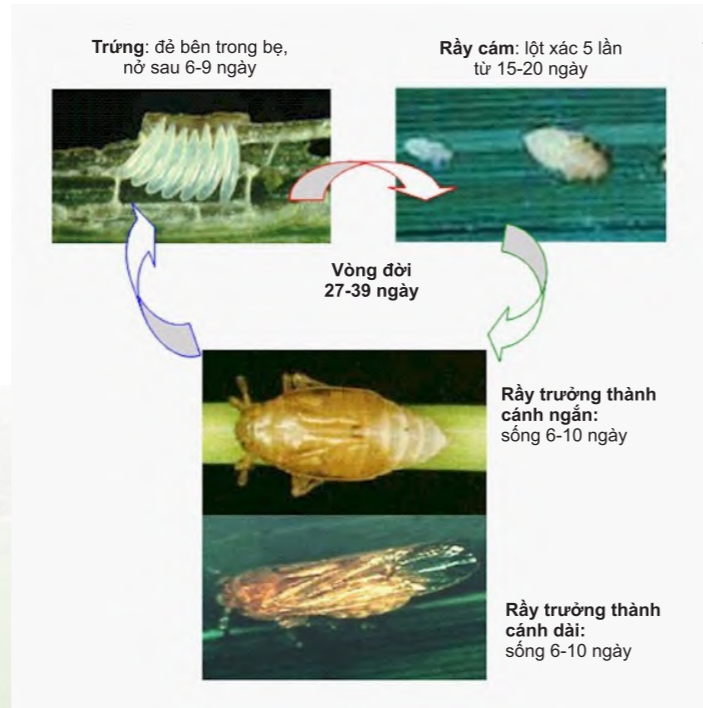 Trứng: đẻ bên trong bẹ,
nở sau 6-9 ngày
Rầy cám: lột xác 5 lần
từ 15-20 ngày
Vòng đời
27-39 ngày
Rầy trưởng thành
cánh ngắn:
sống 6-10 ngày
Rầy trưởng thành
cánh dài:
sống 6-10 ngày